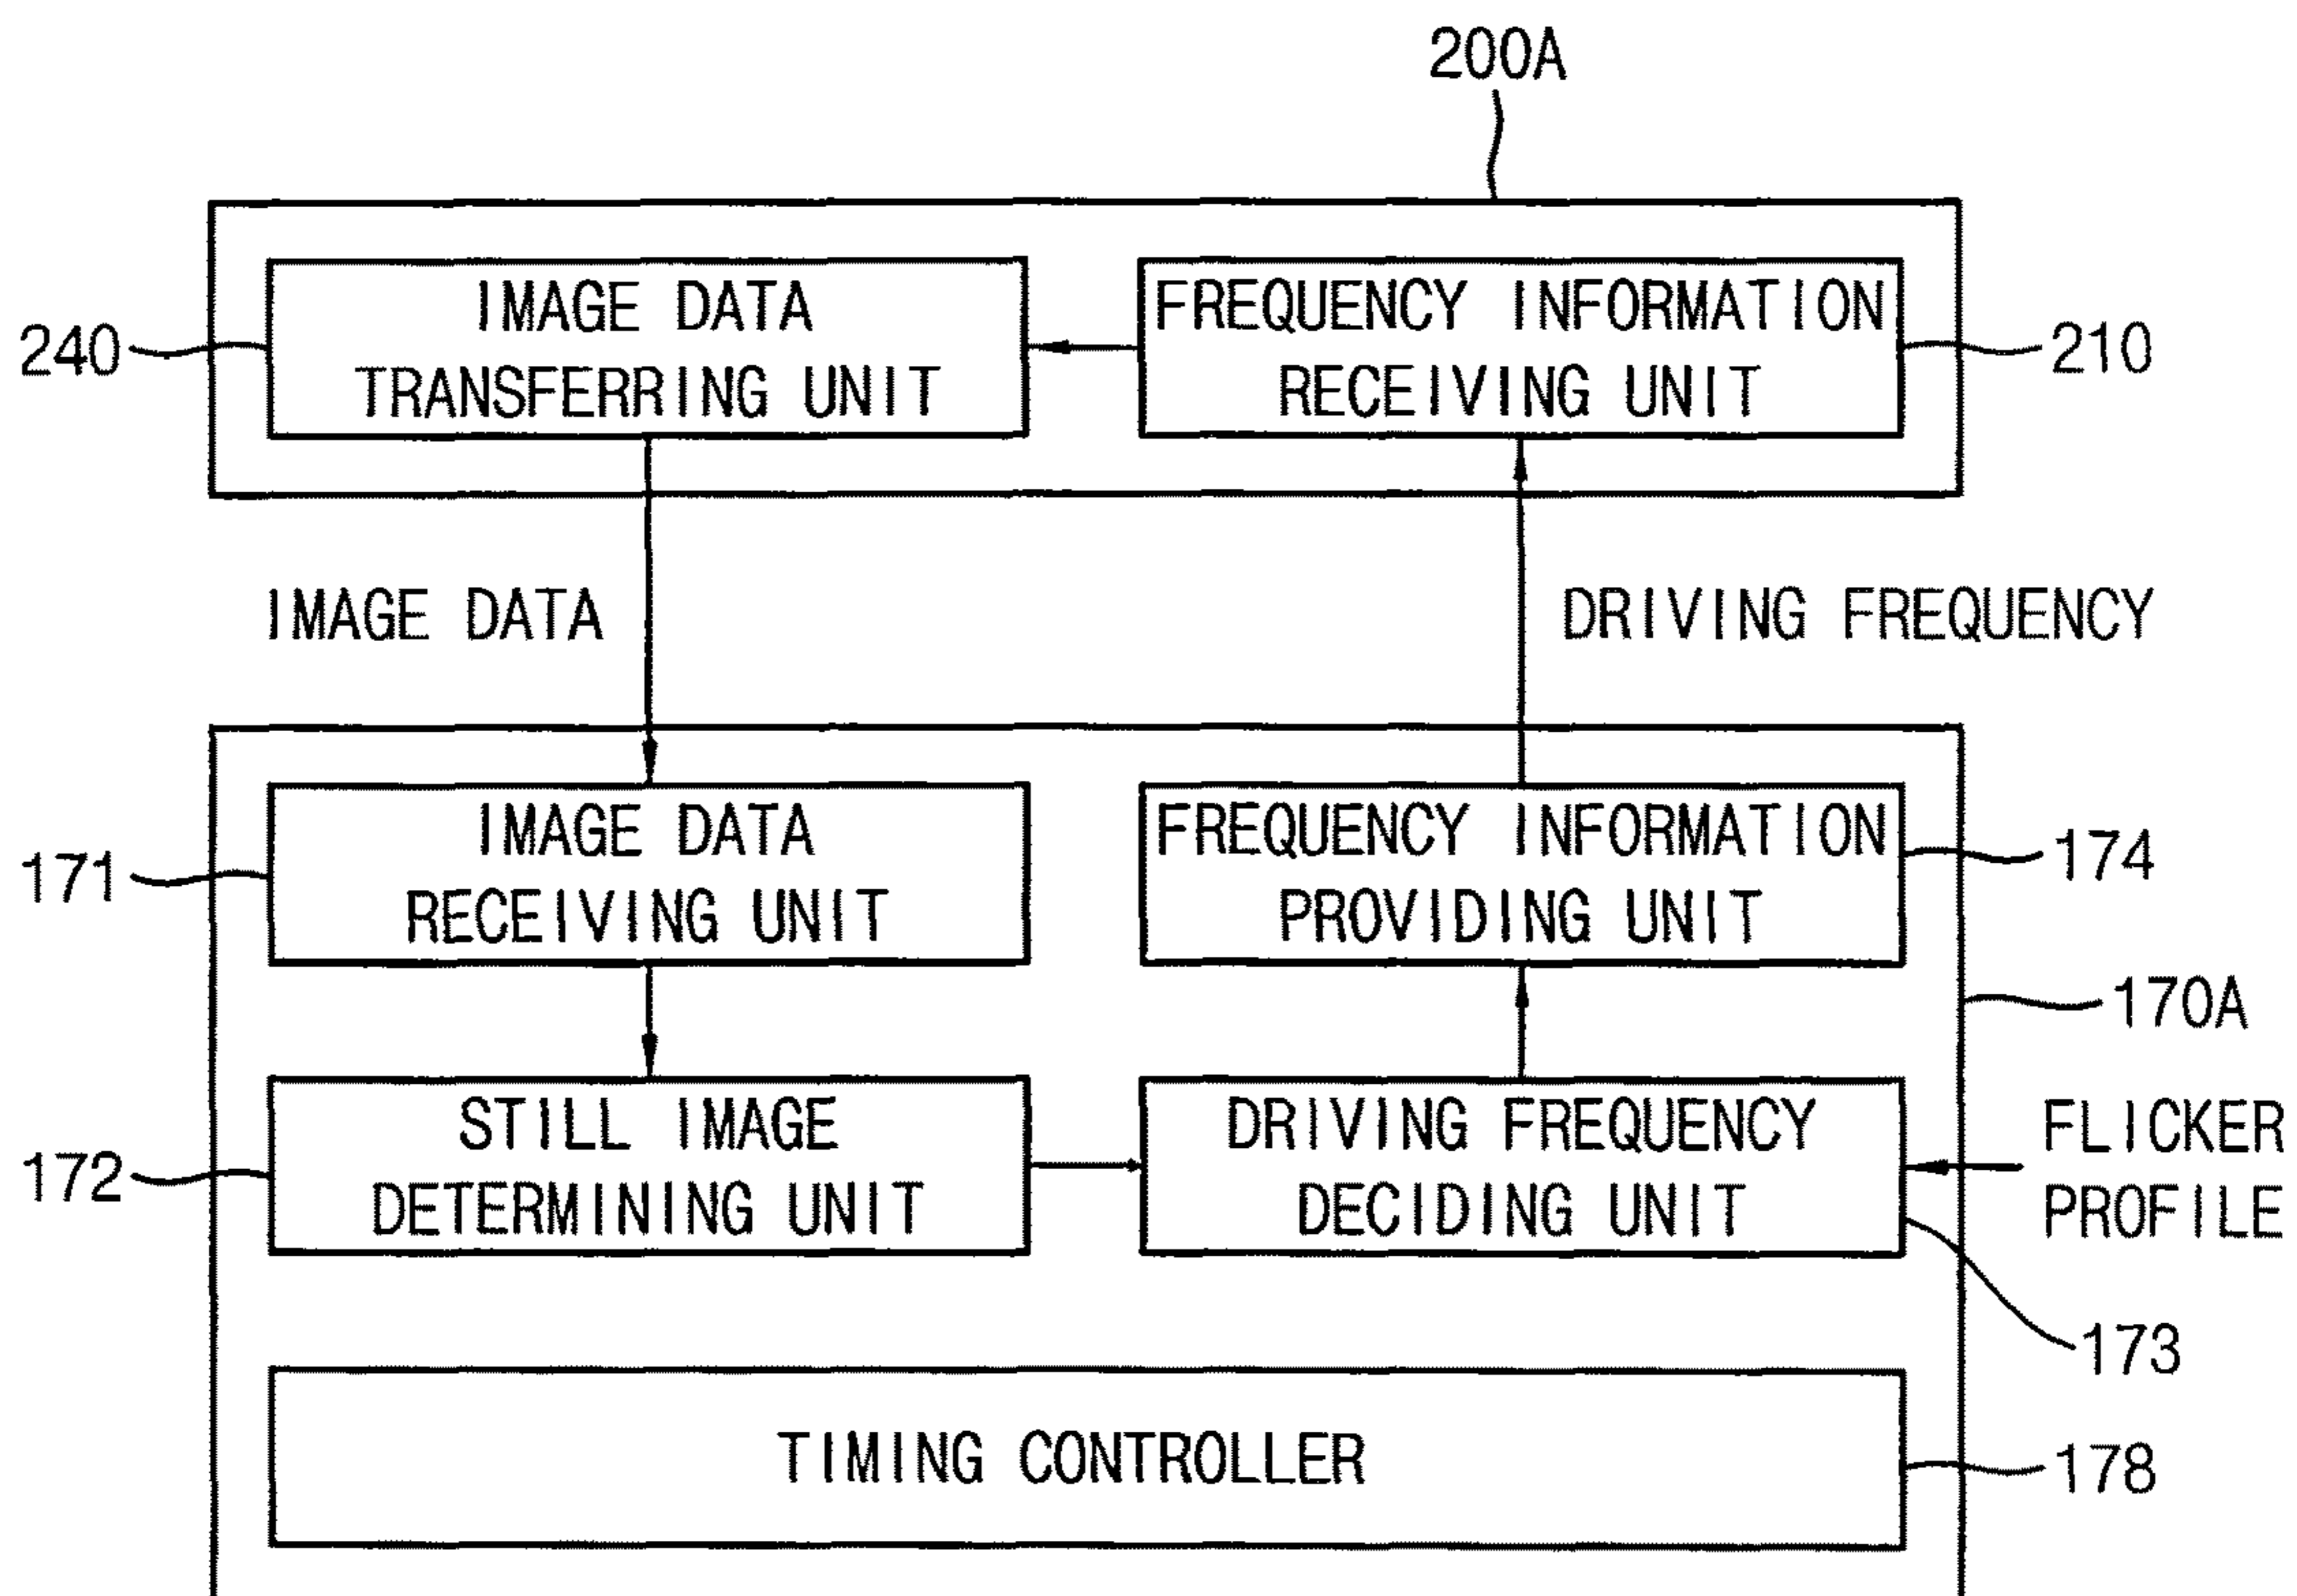 200A
IMAGE DATA
TRANSFERRING UNIT
FREQUENCY INFORMATION
RECEIVING UNIT
240
210
IMAGE DATA
DRIVING FREQUENCY
IMAGE DATA
RECEIVING UNIT
FREQUENCY INFORMATION
PROVIDING UNIT
171
174
170A
STILL IMAGE
DETERMINING UNIT
DRIVING FREQUENCY
DECIDING UNIT
FLICKER
PROFILE
172
173
TIMING CONTROLLER
178